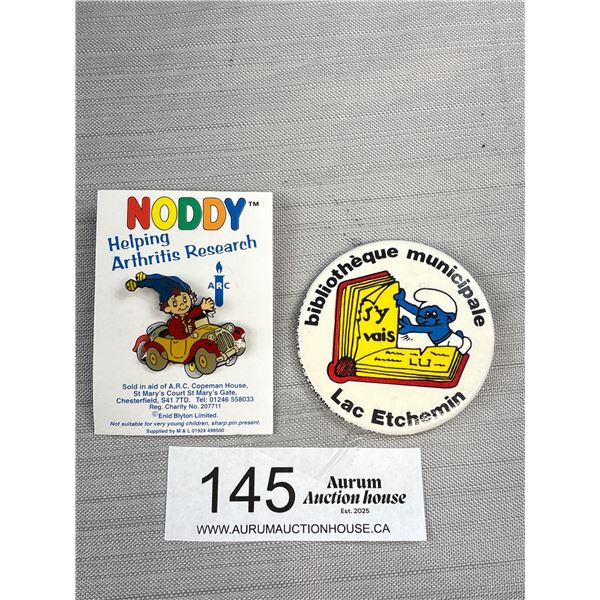 NODDY™
Helping
Arthritis Research
ARC
Sold in aid of A.R.C. Copeman House,
St Mary's Court St Mary's Gate,
Chesterfield, S41 7TD. Tel: 01246 558033
Reg. Charity No. 207711
©Enid Blyton Limited.
Not suitable for very young children, sharp pin present.
Supplied by M & L 01924 498500
bibliothèque municipale
j'y
vais
Lac Etchemin
145
Aurum
Auction house
Est. 2025
WWW.AURUMAUCTIONHOUSE.CA